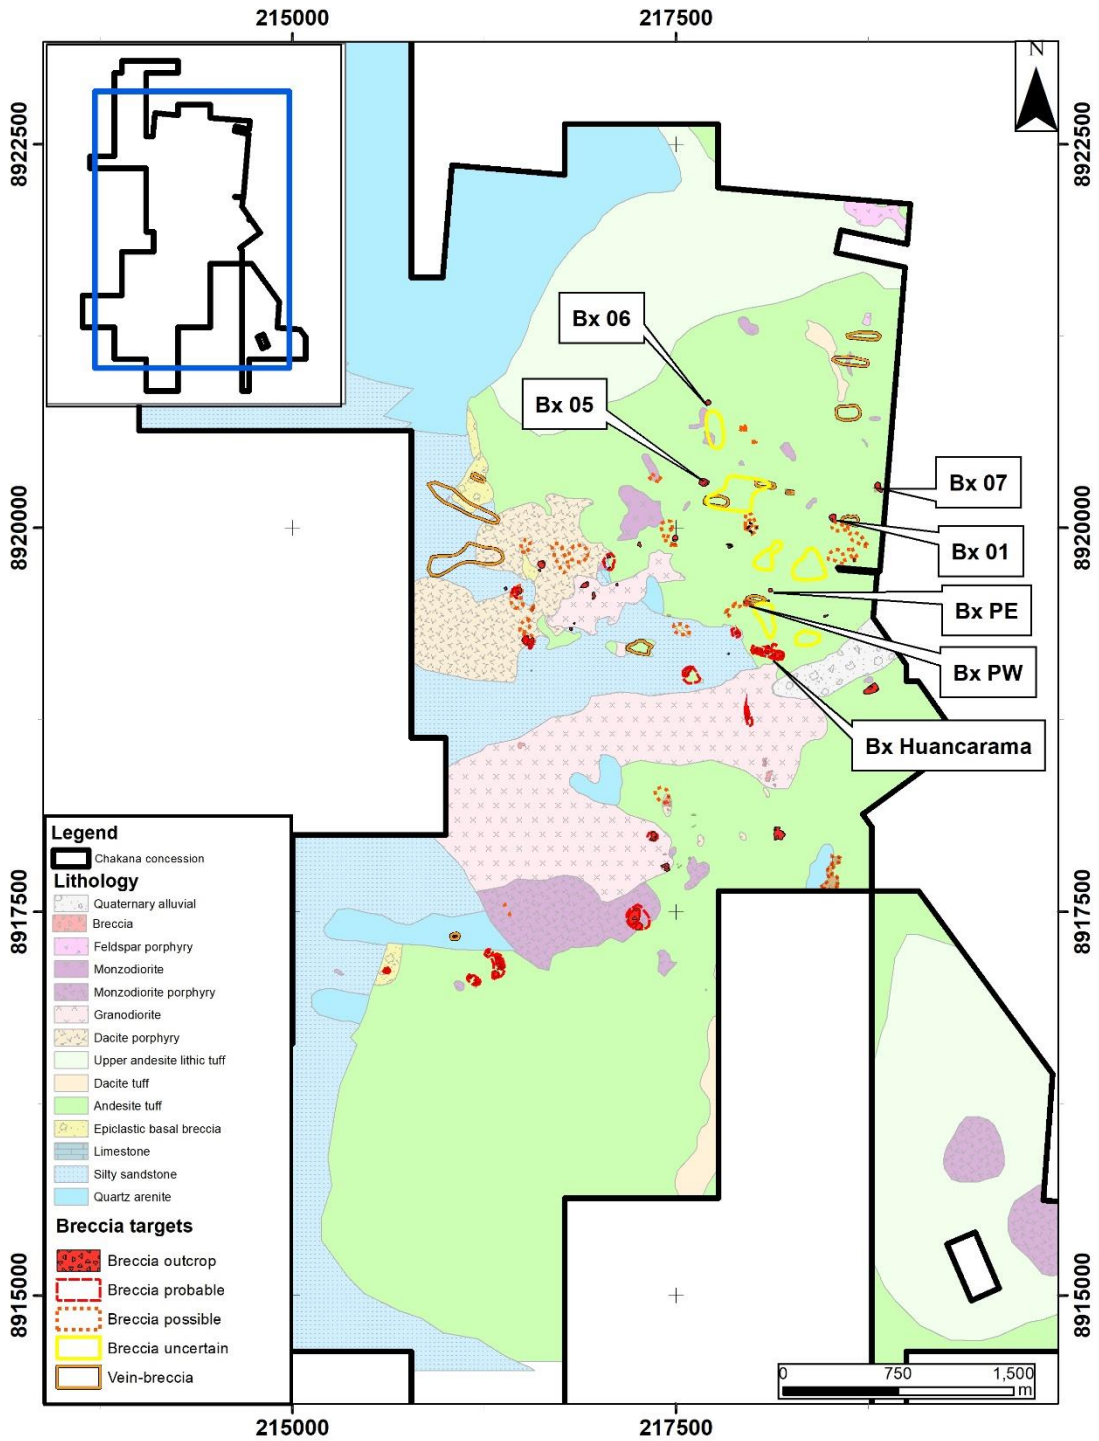 215000
217500
N
8922500
8922500
Bx 06
Bx 05
Bx 07
8920000
8920000
Bx 01
Bx PE
Bx PW
Bx Huancarama
Legend
Chakana concession
Lithology
Quaternary alluvial
Breccia
Feldspar porphyry
Monzodiorite
Monzodiorite porphyry
Granodiorite
Dacite porphyry
Upper andesite lithic tuff
Dacite tuff
Andesite tuff
Epiclastic basal breccia
Limestone
Silty sandstone
Quartz arenite
8917500
8917500
Breccia targets
Breccia outcrop
Breccia probable
Breccia possible
Breccia uncertain
Vein-breccia
8915000
8915000
0 750 1,500
m
215000
217500